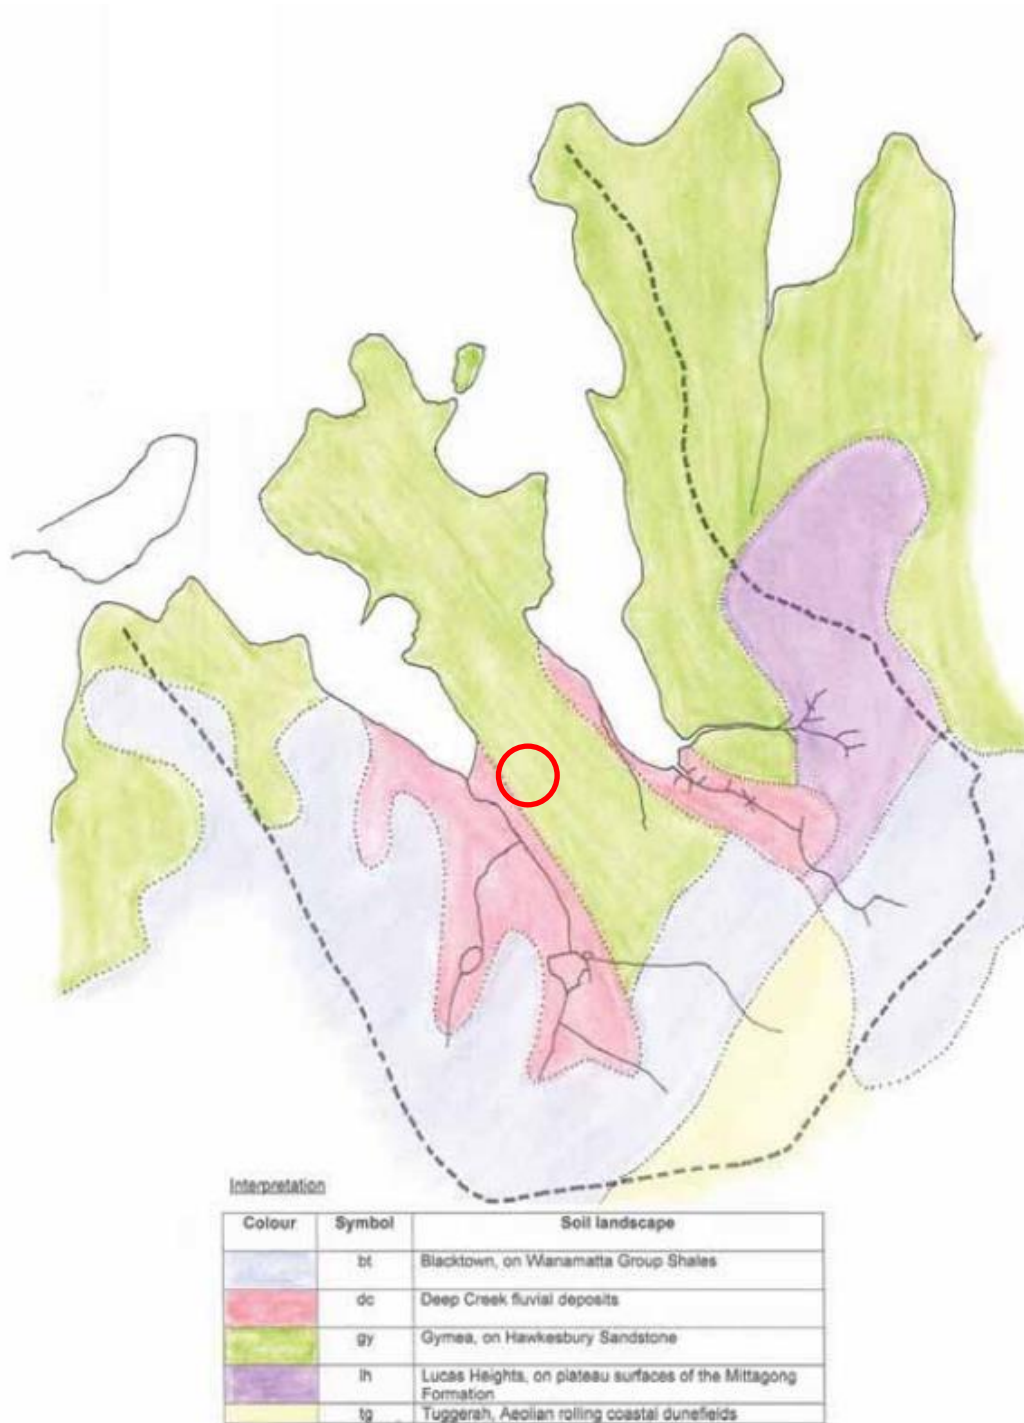 Interpretation
Colour Symbol Soil landscape
bt Blacktown, on Wianamatta Group Shales
dc Deep Creek fluvial deposits
gy Gymea, on Hawkesbury Sandstone
lh Lucas Heights, on plateau surfaces of the Mittagong
Formation
tg Tuggerah, Aeolian rolling coastal dunefields